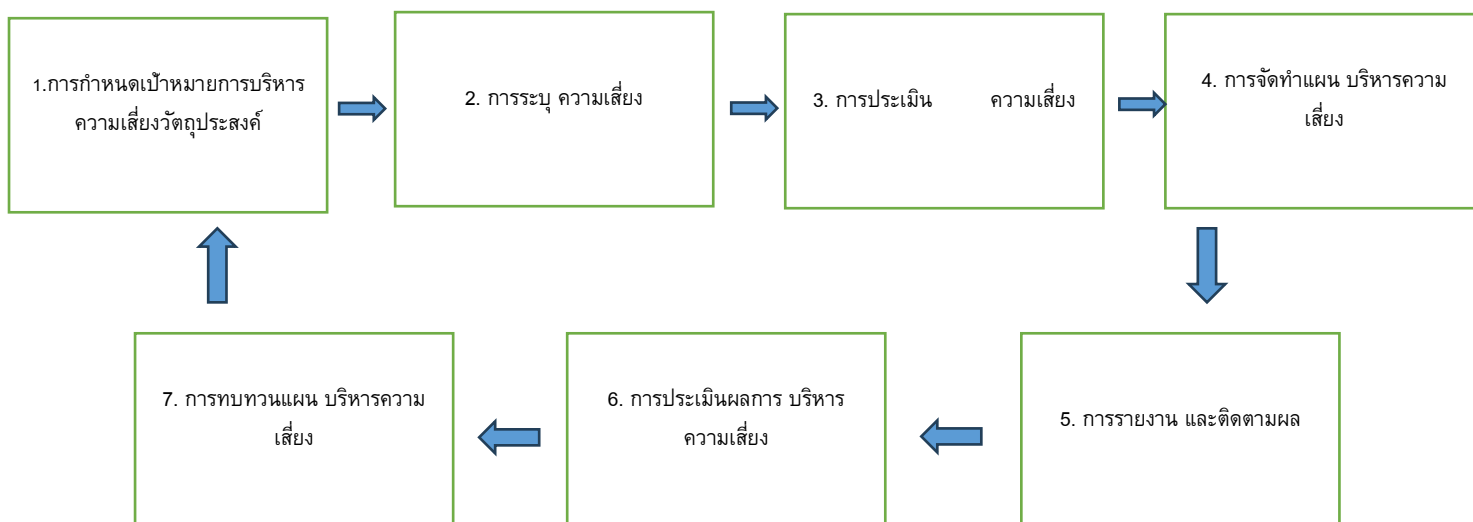 1.การกำหนดเป้าหมายการบริหาร
ความเสี่ยงวัตถุประสงค์
2. การระบุ ความเสี่ยง
3. การประเมิน ความเสี่ยง
4. การจัดทำแผน บริหารความ
เสี่ยง
5. การรายงาน และติดตามผล
6. การประเมินผลการ บริหาร
ความเสี่ยง
7. การทบทวนแผน บริหารความ
เสี่ยง